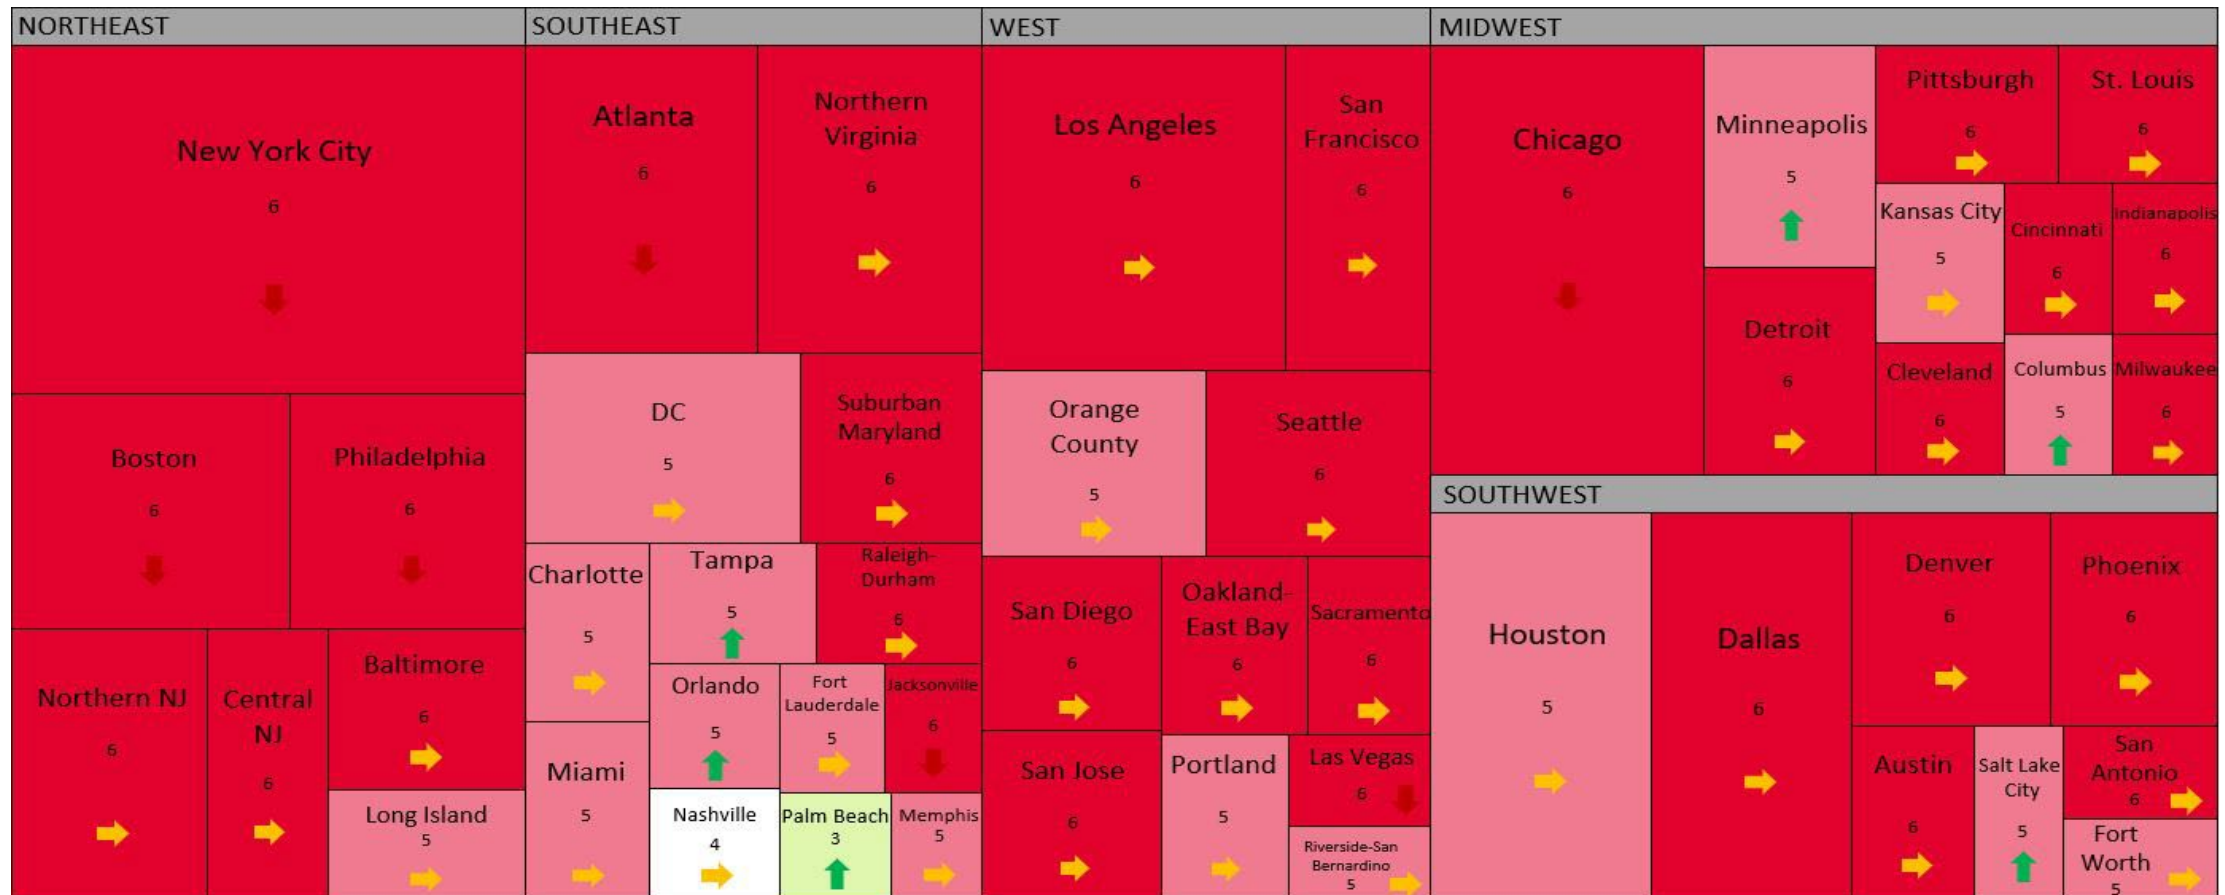 NORTHEAST
New York City
6
Boston
6
Philadelphia
6
Northern NJ
6
Central
NJ
6
Baltimore
6
Long Island
5
SOUTHEAST
Atlanta
6
Northern
Virginia
6
DC
5
Suburban
Maryland
6
Charlotte
5
Tampa
5
Raleigh-
Durham
6
Miami
5
Orlando
5
Fort
Lauderdale
5
Jacksonville
6
Nashville
4
Palm Beach
3
Memphis
5
WEST
Los Angeles
6
San
Francisco
6
Orange
County
5
Seattle
6
San Diego
6
Oakland-
East Bay
6
Sacramento
6
San Jose
6
Portland
5
Las Vegas
6
Riverside-San
Bernardino
5
MIDWEST
Chicago
6
Minneapolis
5
Detroit
6
Pittsburgh
6
St. Louis
6
Kansas City
5
Cincinnati
6
Indianapolis
6
Cleveland
6
Columbus
5
Milwaukee
6
SOUTHWEST
Houston
5
Dallas
6
Denver
6
Phoenix
6
Austin
6
Salt Lake
City
5
San
Antonio
6
Fort
Worth
5